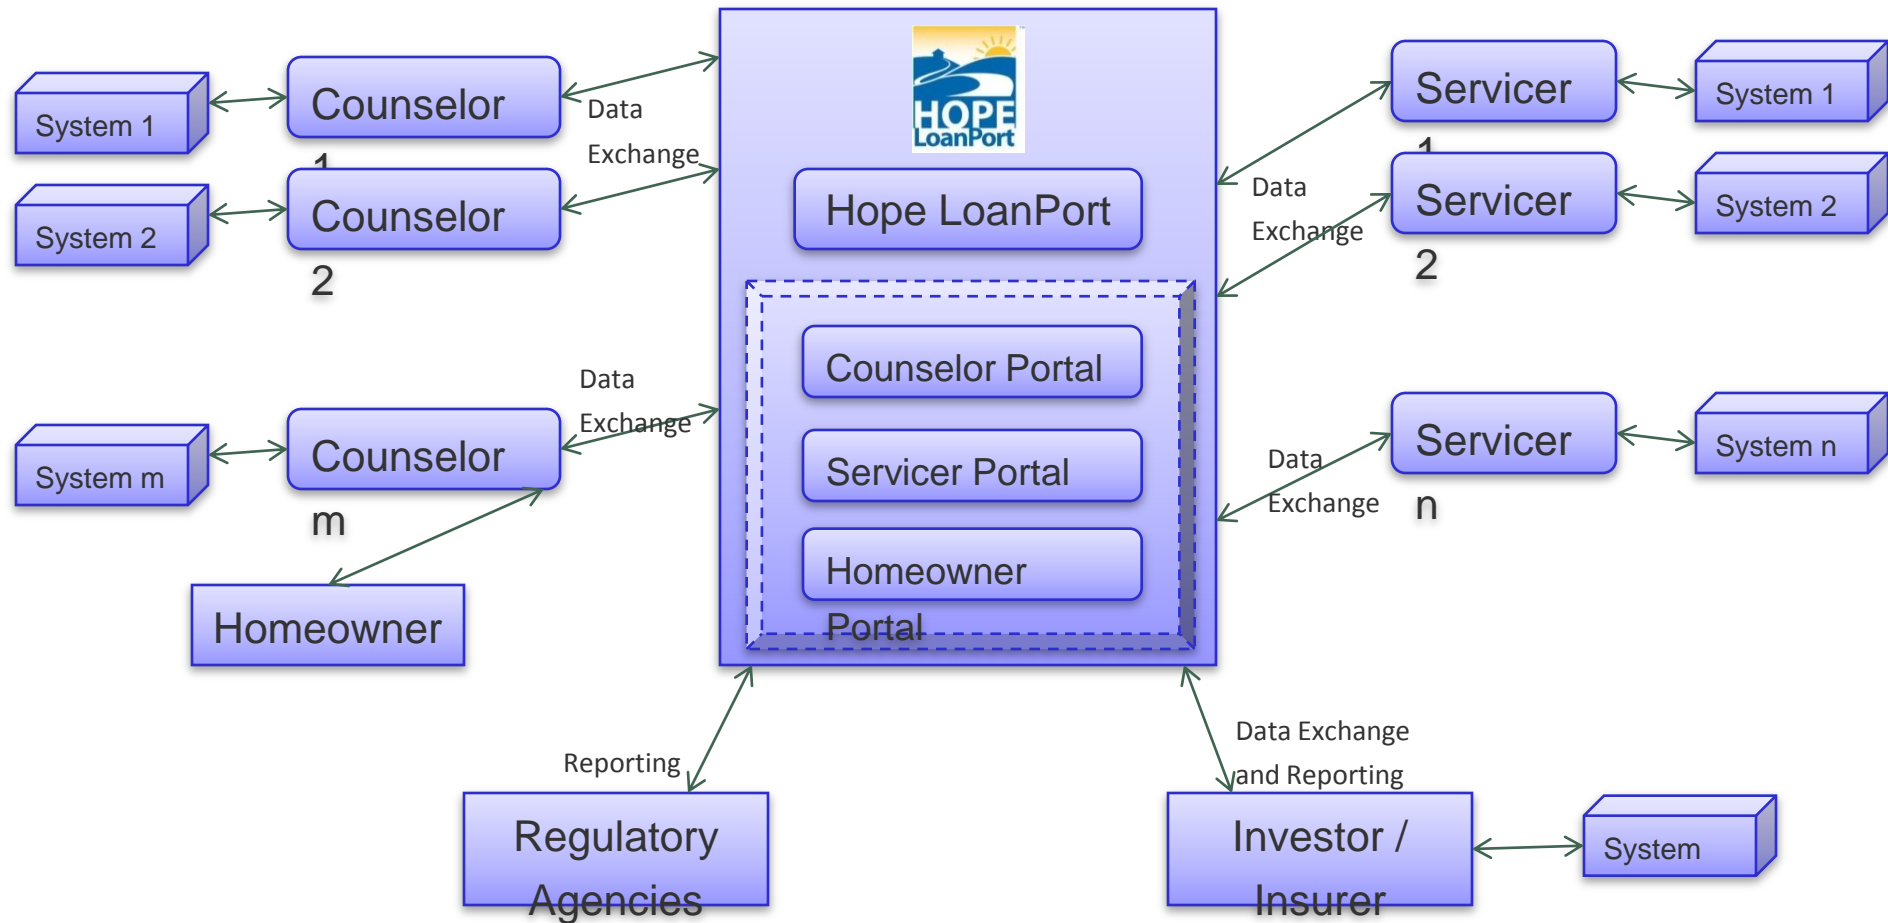 HOPE
LoanPort
System 1
Counselor
1
Data
Exchange
System 2
Counselor
2
System m
Counselor
m
Data
Exchange
Homeowner
Hope LoanPort
Counselor Portal
Servicer Portal
Homeowner
Portal
Data
Exchange
Servicer
1
System 1
Servicer
2
System 2
Data
Exchange
Servicer
n
System n
Reporting
Regulatory
Agencies
Data Exchange
and Reporting
Investor /
Insurer
System